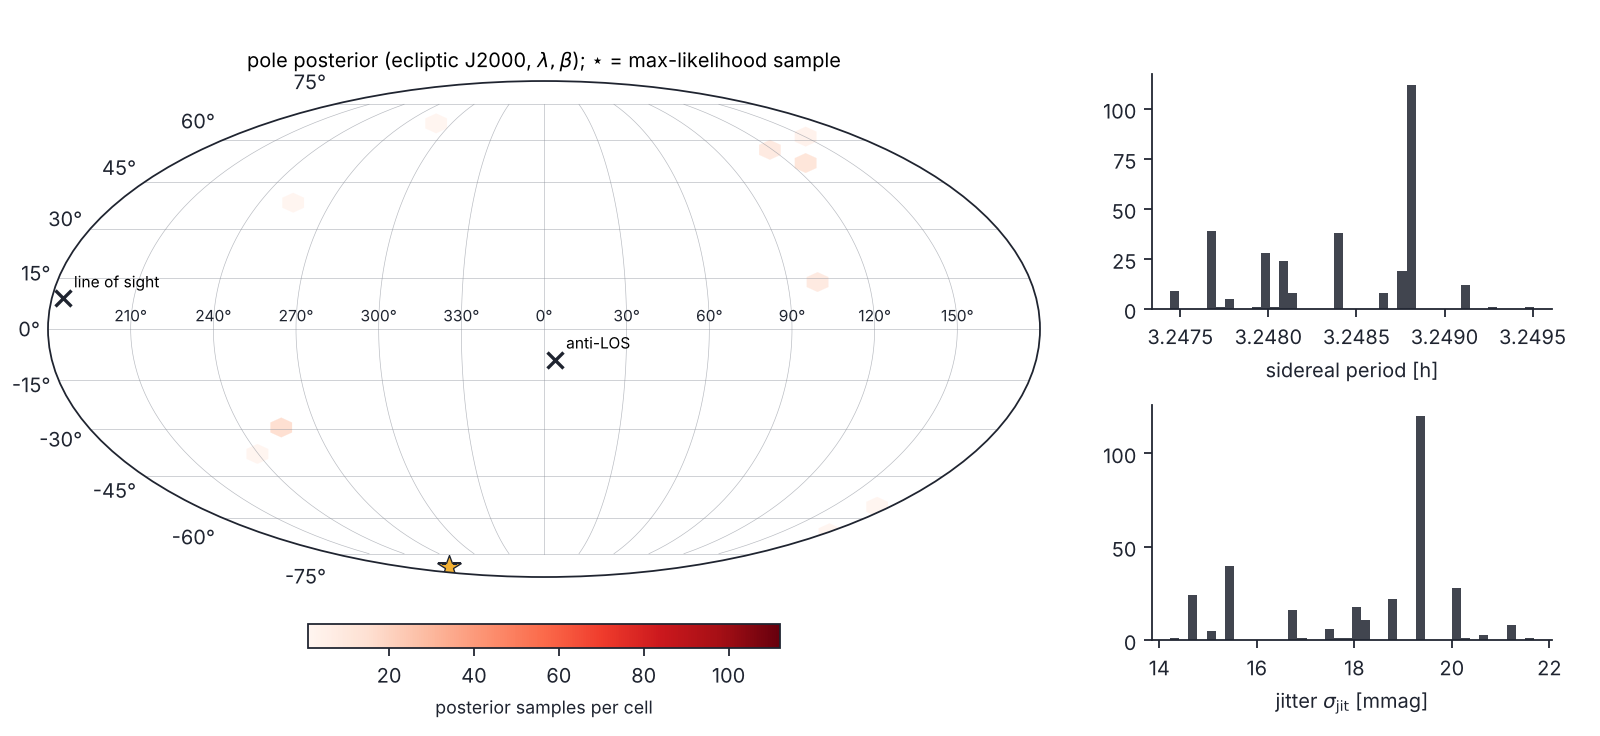 pole posterior (ecliptic J2000, λ, β); ⋆ = max-likelihood sample
75°
60°
45°
30°
15°
0°
-15°
-30°
-45°
-60°
-75°
line of sight
210° 240° 270° 300° 330° 0° 30° 60° 90° 120° 150°
anti-LOS
20 40 60 80 100
posterior samples per cell
100
75
50
25
0
3.2475 3.2480 3.2485 3.2490 3.2495
sidereal period [h]
100
50
0
14 16 18 20 22
jitter σjit [mmag]